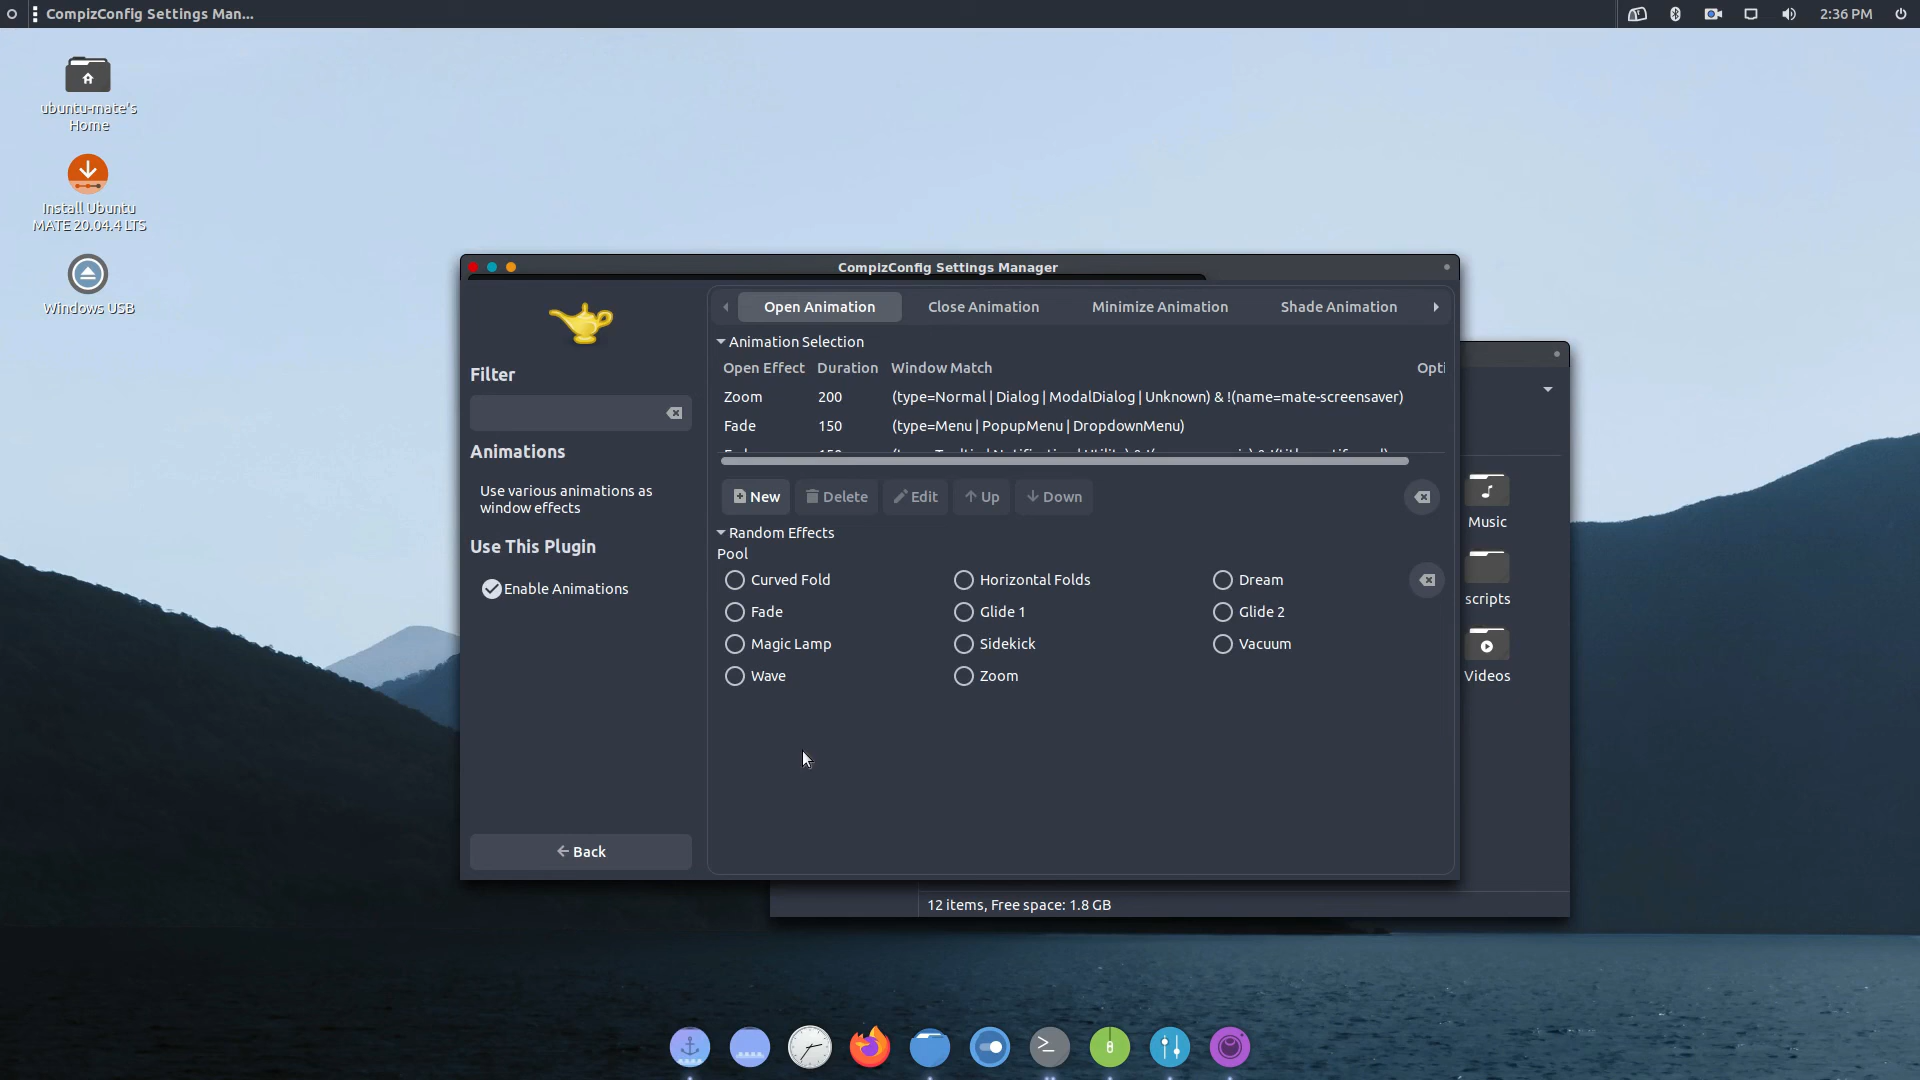 CompizConfig Settings Man...
2:36 PM
ubuntu-mate's
Home
Install Ubuntu
MATE 20.04.4 LTS
Windows USB
CompizConfig Settings Manager
Filter
Animations
Use various animations as
window effects
Use This Plugin
Enable Animations
Back
Open Animation Close Animation Minimize Animation Shade Animation
Animation Selection
Open Effect Duration Window Match Opti
Zoom 200 (type=Normal | Dialog | ModalDialog | Unknown) & !(name=mate-screensaver)
Fade 150 (type=Menu | PopupMenu | DropdownMenu)
New Delete Edit Up Down
Random Effects
Pool
Curved Fold Horizontal Folds Dream
Fade Glide 1 Glide 2
Magic Lamp Sidekick Vacuum
Wave Zoom
Music
scripts
Videos
12 items, Free space: 1.8 GB